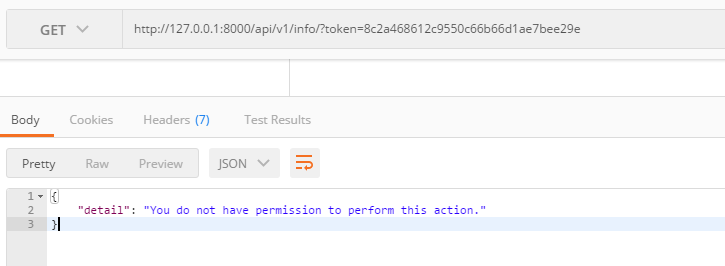 GET http://127.0.0.1:8000/api/v1/info/?token=8c2a468612c9550c66b66d1ae7bee29e
Body Cookies Headers (7) Test Results
Pretty Raw Preview JSON
1 {
2 "detail": "You do not have permission to perform this action."
3 }